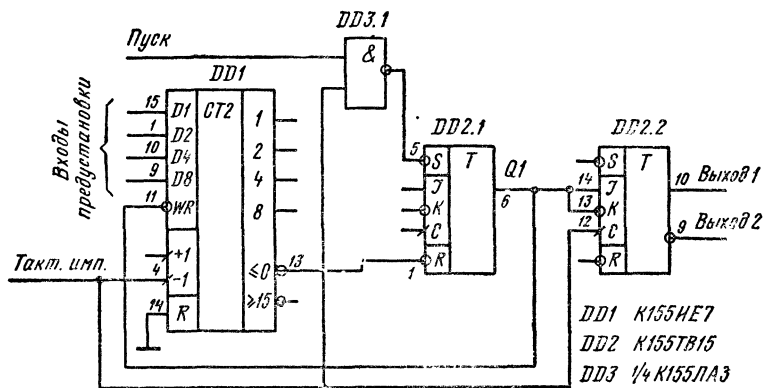 DD3.1
Пуск
&
DD1
Входы предустановки
15 D1 CT2 1
1 D2 2
10 D4 4
9 D8 8
11 WR
+1
Такт. имп. 4 -1
≤0 13
≥15
14 R
DD2.1
5 S T Q1
J 6
K
C
1 R
DD2.2
S T
14 J 10 Выход 1
13 K
12 C 9 Выход 2
R
DD1 К155ИЕ7
DD2 К155ТВ15
DD3 1/4 К155ЛА3